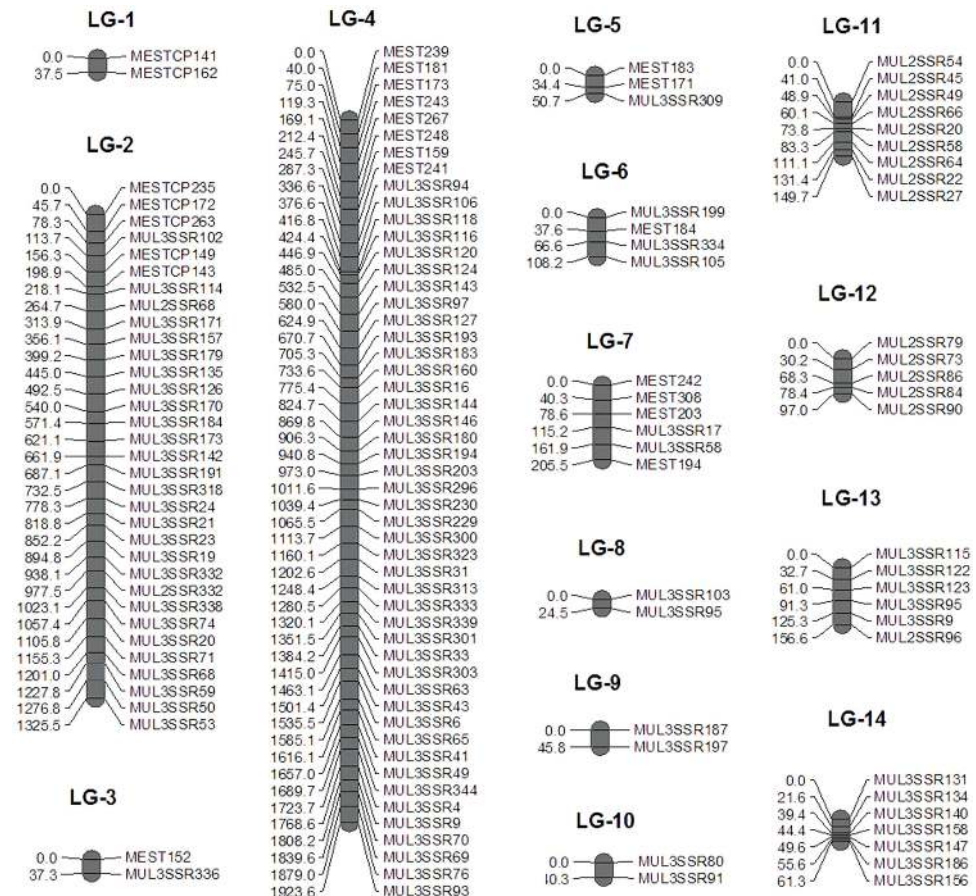 LG-1
0.0 MESTCP141
37.5 MESTCP162
LG-2
0.0 MESTCP235
45.7 MESTCP172
78.3 MESTCP263
113.7 MUL3SSR102
156.3 MESTCP149
198.9 MESTCP143
218.1 MUL3SSR114
264.7 MUL2SSR68
313.9 MUL3SSR171
356.1 MUL3SSR157
399.2 MUL3SSR179
445.0 MUL3SSR135
492.5 MUL3SSR126
540.0 MUL3SSR170
571.4 MUL3SSR184
621.1 MUL3SSR173
661.9 MUL3SSR142
687.1 MUL3SSR191
732.5 MUL3SSR318
778.3 MUL3SSR24
818.8 MUL3SSR21
852.2 MUL3SSR23
894.8 MUL3SSR19
938.1 MUL3SSR332
977.5 MUL2SSR332
1023.1 MUL3SSR338
1057.4 MUL3SSR74
1105.8 MUL3SSR20
1155.3 MUL3SSR71
1201.0 MUL3SSR68
1227.8 MUL3SSR59
1276.8 MUL3SSR50
1325.5 MUL3SSR53
LG-3
0.0 MEST152
37.3 MUL3SSR336
LG-4
0.0 MEST239
40.0 MEST181
75.0 MEST173
119.3 MEST243
169.1 MEST267
212.4 MEST248
245.7 MEST159
287.3 MEST241
336.6 MUL3SSR94
376.6 MUL3SSR106
416.8 MUL3SSR118
424.4 MUL3SSR116
446.9 MUL3SSR120
485.0 MUL3SSR124
532.5 MUL3SSR143
580.0 MUL3SSR97
624.9 MUL3SSR127
670.7 MUL3SSR193
705.3 MUL3SSR183
733.6 MUL3SSR160
775.4 MUL3SSR16
824.7 MUL3SSR144
869.8 MUL3SSR146
906.3 MUL3SSR180
940.8 MUL3SSR194
973.0 MUL3SSR203
1011.6 MUL3SSR296
1039.4 MUL3SSR230
1065.5 MUL3SSR229
1113.7 MUL3SSR300
1160.1 MUL3SSR323
1202.6 MUL3SSR31
1248.4 MUL3SSR313
1280.5 MUL3SSR333
1320.1 MUL3SSR339
1351.5 MUL3SSR301
1384.2 MUL3SSR33
1415.0 MUL3SSR303
1463.1 MUL3SSR63
1501.4 MUL3SSR43
1535.5 MUL3SSR6
1585.1 MUL3SSR65
1616.1 MUL3SSR41
1657.0 MUL3SSR49
1689.7 MUL3SSR344
1723.7 MUL3SSR4
1768.6 MUL3SSR9
1808.2 MUL3SSR70
1839.6 MUL3SSR69
1879.0 MUL3SSR76
1923.6 MUL3SSR93
LG-5
0.0 MEST183
34.4 MEST171
50.7 MUL3SSR309
LG-6
0.0 MUL3SSR199
37.6 MEST184
66.6 MUL3SSR334
108.2 MUL3SSR105
LG-7
0.0 MEST242
40.3 MEST308
78.6 MEST203
115.2 MUL3SSR17
161.9 MUL3SSR58
205.5 MEST194
LG-8
0.0 MUL3SSR103
24.5 MUL3SSR95
LG-9
0.0 MUL3SSR187
45.8 MUL3SSR197
LG-10
0.0 MUL3SSR80
10.3 MUL3SSR91
LG-11
0.0 MUL2SSR54
41.0 MUL2SSR45
48.9 MUL2SSR49
60.1 MUL2SSR66
73.8 MUL2SSR20
83.3 MUL2SSR58
111.1 MUL2SSR64
131.4 MUL2SSR22
149.7 MUL2SSR27
LG-12
0.0 MUL2SSR79
30.2 MUL2SSR73
68.3 MUL2SSR86
78.4 MUL2SSR84
97.0 MUL2SSR90
LG-13
0.0 MUL3SSR115
32.7 MUL3SSR122
61.0 MUL3SSR123
91.3 MUL3SSR95
125.3 MUL3SSR9
156.6 MUL2SSR96
LG-14
0.0 MUL3SSR131
21.6 MUL3SSR134
39.4 MUL3SSR140
44.4 MUL3SSR158
49.6 MUL3SSR147
55.6 MUL3SSR186
61.3 MUL3SSR156